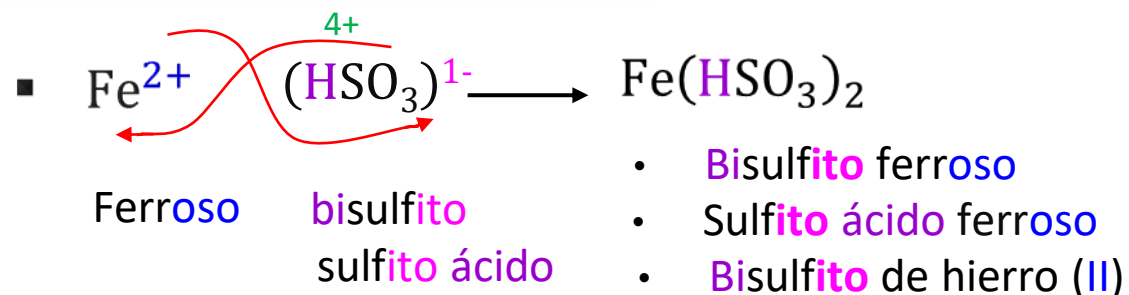 4+
▪ Fe²⁺ (HSO₃)¹⁻ ⟶ Fe(HSO₃)₂
Ferroso bisulfito
sulfito ácido
• Bisulfito ferroso
• Sulfito ácido ferroso
• Bisulfito de hierro (II)